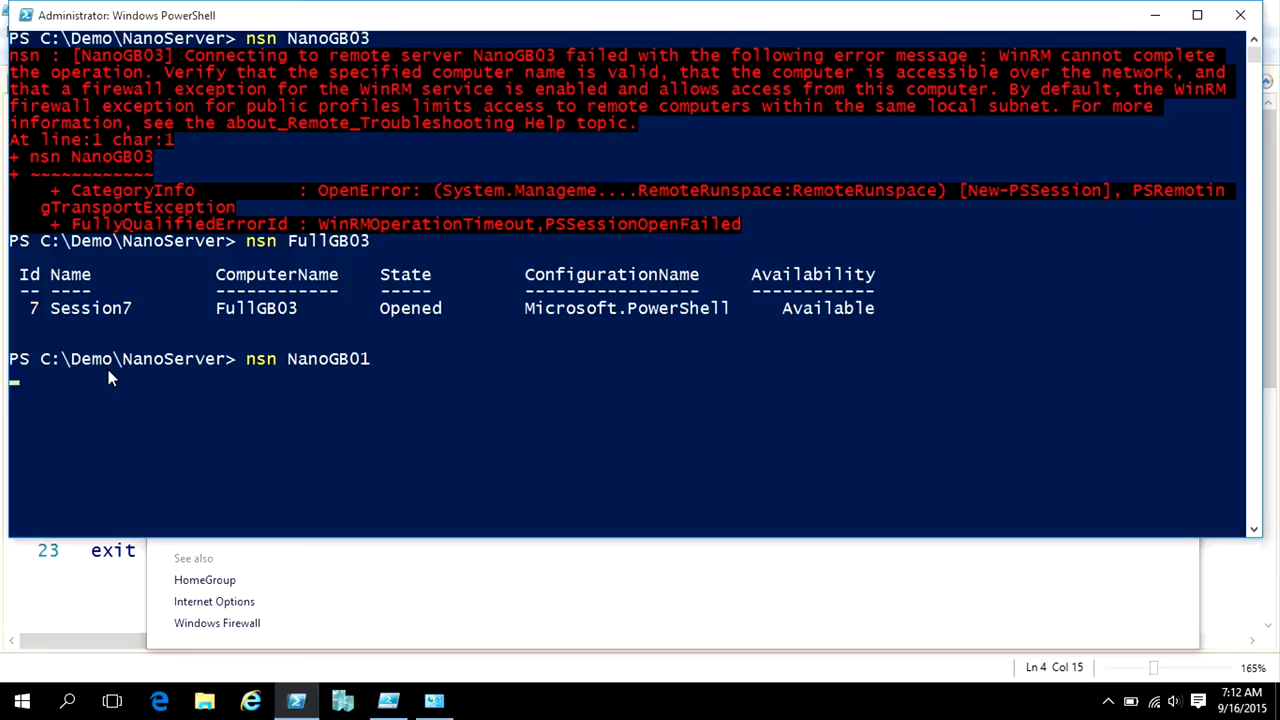 Administrator: Windows PowerShell
PS C:\Demo\NanoServer> nsn NanoGB03
nsn : [NanoGB03] Connecting to remote server NanoGB03 failed with the following error message : WinRM cannot complete
the operation. Verify that the specified computer name is valid, that the computer is accessible over the network, and
that a firewall exception for the WinRM service is enabled and allows access from this computer. By default, the WinRM
firewall exception for public profiles limits access to remote computers within the same local subnet. For more
information, see the about_Remote_Troubleshooting Help topic.
At line:1 char:1
+ nsn NanoGB03
+ ~~~~~~~~~~~~
+ CategoryInfo : OpenError: (System.Manageme....RemoteRunspace:RemoteRunspace) [New-PSSession], PSRemotin
gTransportException
+ FullyQualifiedErrorId : WinRMOperationTimeout,PSSessionOpenFailed
PS C:\Demo\NanoServer> nsn FullGB03
Id Name ComputerName State ConfigurationName Availability
-- ---- ------------ ----- ----------------- ------------
7 Session7 FullGB03 Opened Microsoft.PowerShell Available
PS C:\Demo\NanoServer> nsn NanoGB01
23 exit
See also
HomeGroup
Internet Options
Windows Firewall
Ln 4 Col 15 165%
7:12 AM
9/16/2015